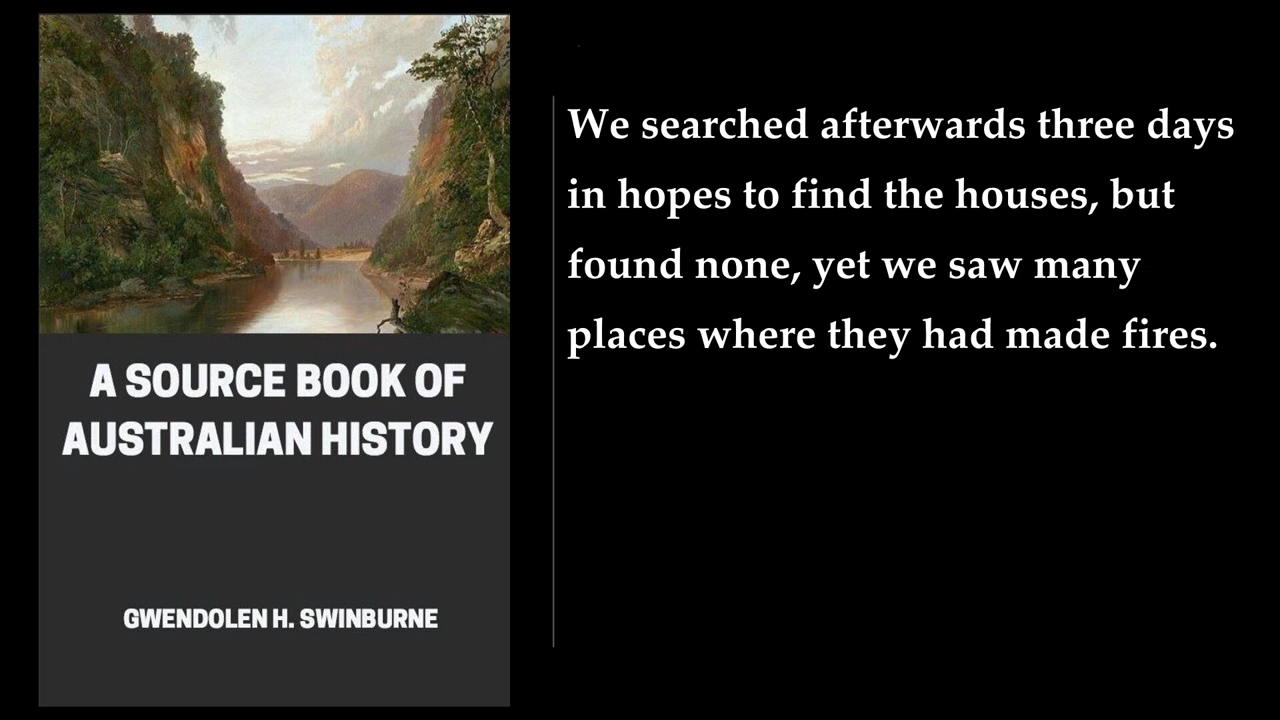 A SOURCE BOOK OF
AUSTRALIAN HISTORY
GWENDOLEN H. SWINBURNE
We searched afterwards three days
in hopes to find the houses, but
found none, yet we saw many
places where they had made fires.